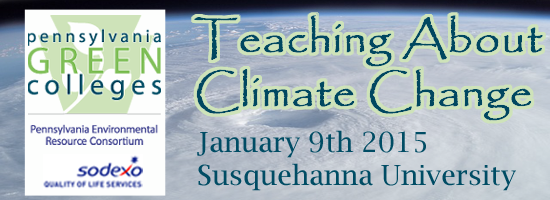 pennsylvania
GREEN
colleges
Pennsylvania Environmental
Resource Consortium
sodexo
QUALITY OF LIFE SERVICES
Teaching About
Climate Change
January 9th 2015
Susquehanna University